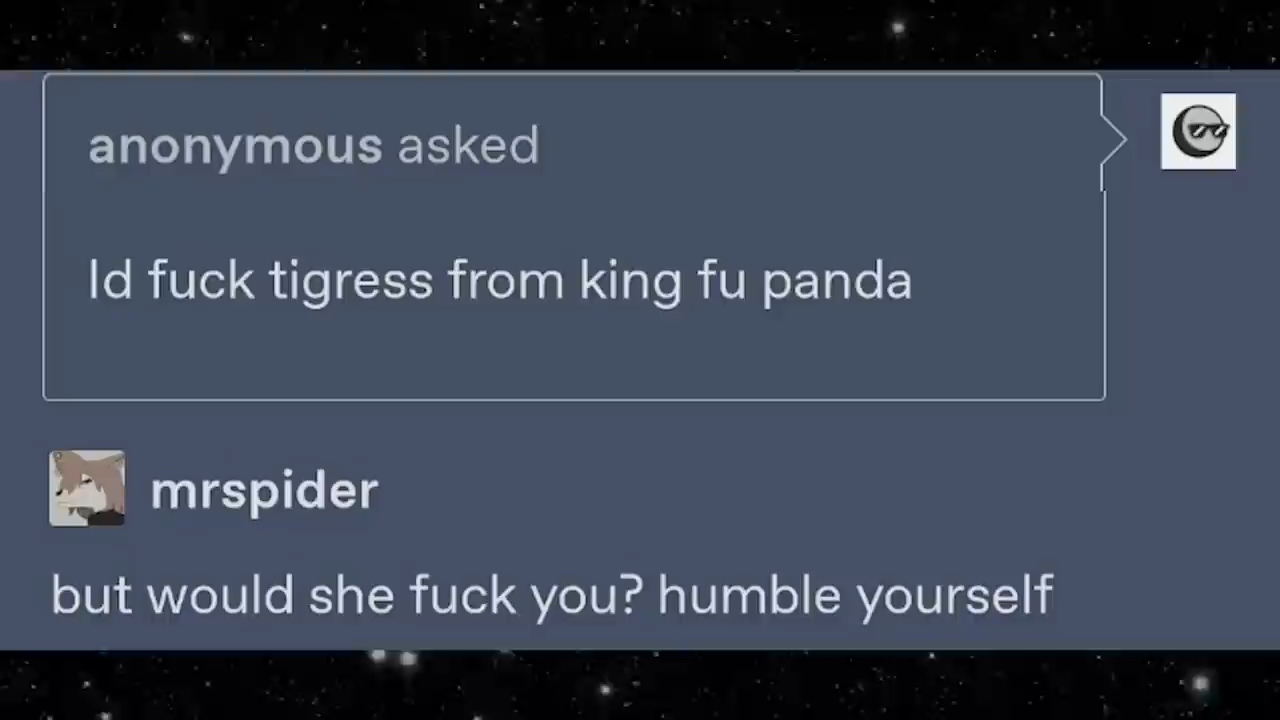 anonymous asked
Id fuck tigress from king fu panda
mrspider
but would she fuck you? humble yourself